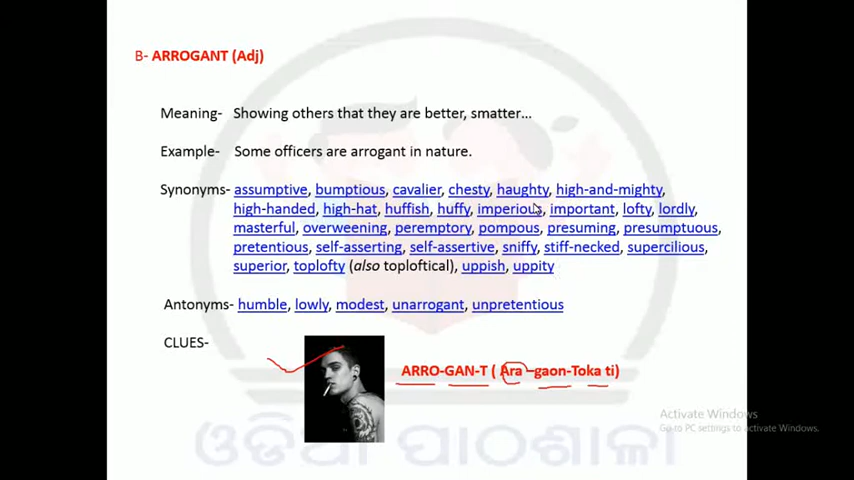 B- ARROGANT (Adj)
Meaning- Showing others that they are better, smatter...
Example- Some officers are arrogant in nature.
Synonyms- assumptive, bumptious, cavalier, chesty, haughty, high-and-mighty,
high-handed, high-hat, huffish, huffy, imperious, important, lofty, lordly,
masterful, overweening, peremptory, pompous, presuming, presumptuous,
pretentious, self-asserting, self-assertive, sniffy, stiff-necked, supercilious,
superior, toplofty (also toploftical), uppish, uppity
Antonyms- humble, lowly, modest, unarrogant, unpretentious
CLUES-
ARRO-GAN-T ( Ara -gaon-Toka ti)
Activate Windows
Go to PC settings to activate Windows.
ଓଡ଼ିଆ ପାଠଶାଳା